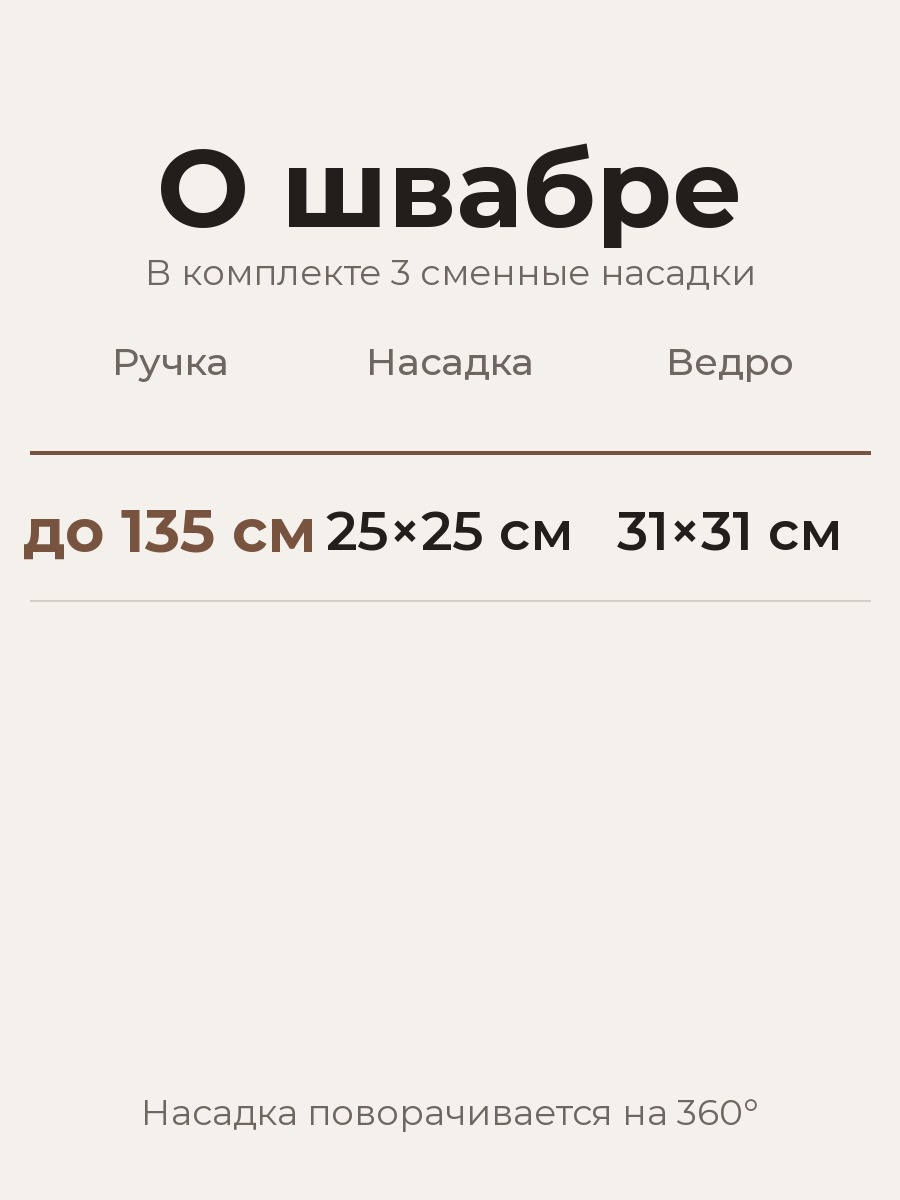 О швабре
В комплекте 3 сменные насадки
Ручка Насадка Ведро
до 135 см 25×25 см 31×31 см
Насадка поворачивается на 360°